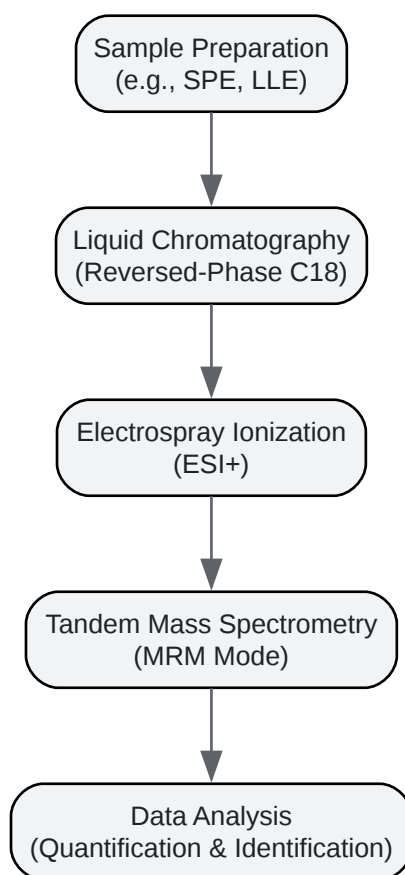 Sample Preparation
(e.g., SPE, LLE)
Liquid Chromatography
(Reversed-Phase C18)
Electrospray Ionization
(ESI+)
Tandem Mass Spectrometry
(MRM Mode)
Data Analysis
(Quantification & Identification)